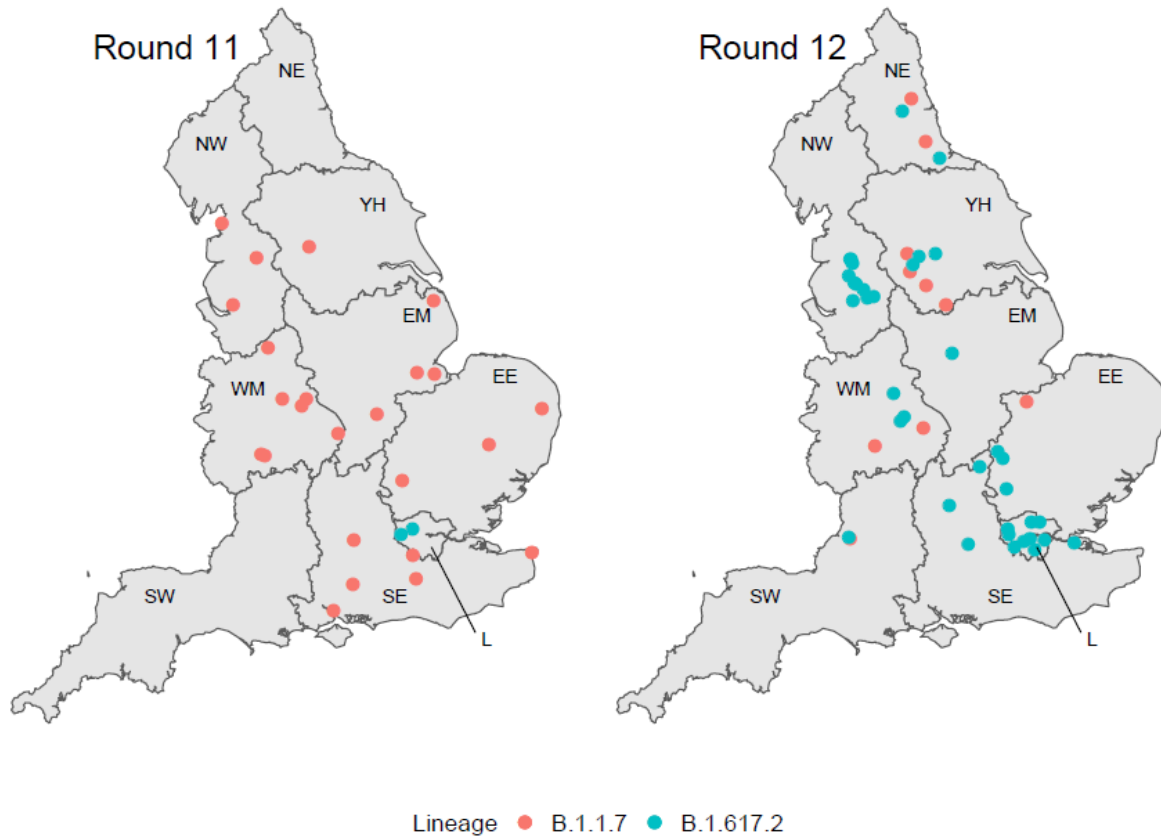 Round 11
NE
NW
YH
EM
EE
WM
SW
SE
L
Round 12
NE
NW
YH
EM
EE
WM
SW
SE
L
Lineage B.1.1.7 B.1.617.2